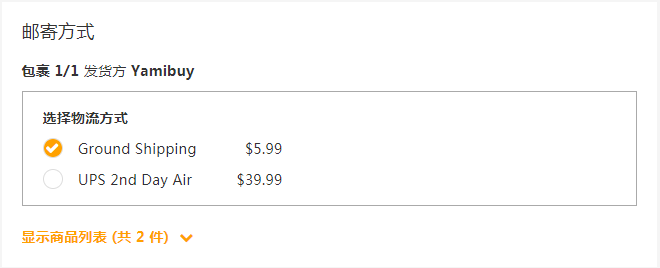 邮寄方式
包裹 1/1 发货方 Yamibuy
选择物流方式
Ground Shipping $5.99
UPS 2nd Day Air $39.99
显示商品列表 (共 2 件)